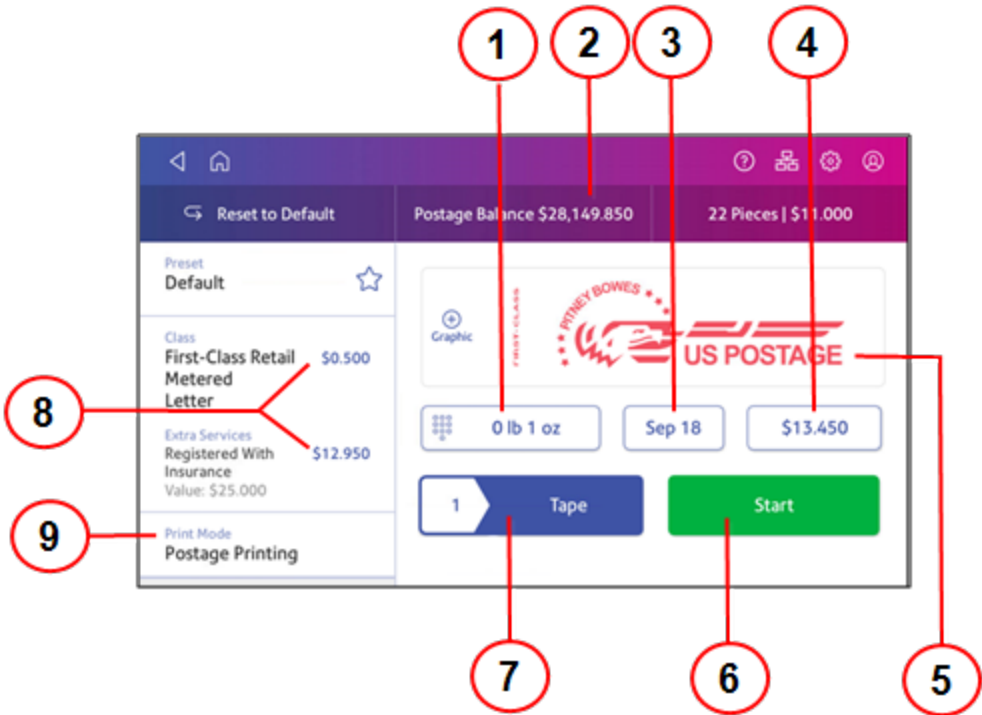 1 2 3 4
Reset to Default Postage Balance $28,149.850 22 Pieces | $11.000
Preset
Default
Graphic
FIRST-CLASS
PITNEY BOWES
US POSTAGE
Class
First-Class Retail $0.500
Metered
Letter
0 lb 1 oz Sep 18 $13.450
Extra Services
Registered With $12.950
Insurance
Value: $25.000
1 Tape Start
Print Mode
Postage Printing
5
8
9
7 6